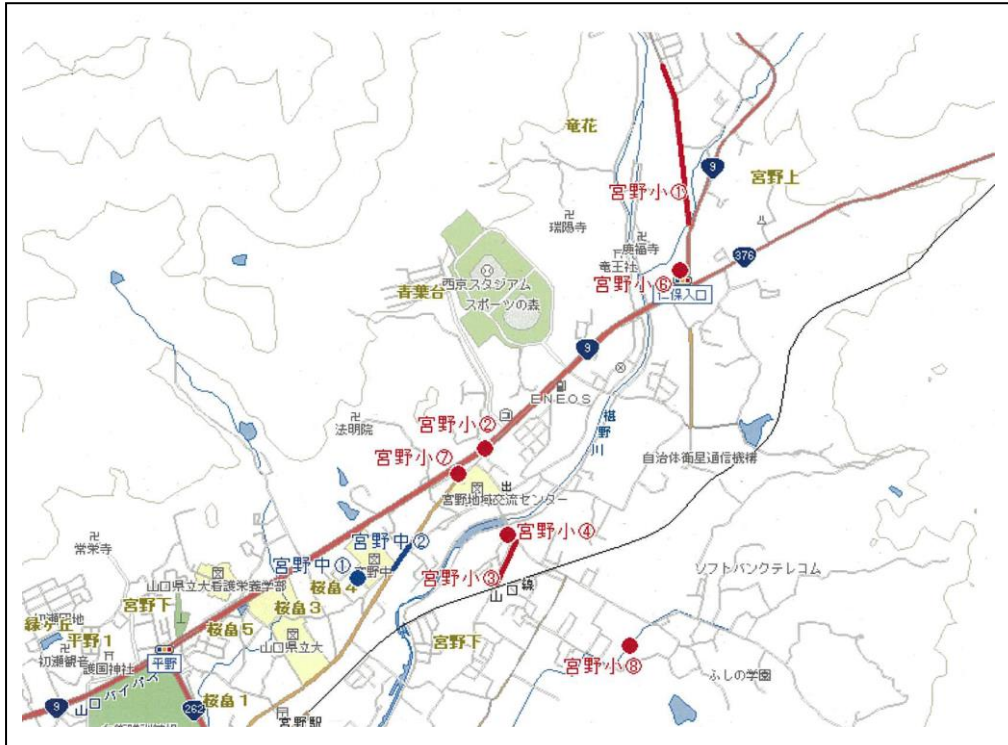 竜花
宮野上
9
宮野小①
卍
瑞陽寺
卍
鹿福寺
竜王社
376
宮野小⑥
仁保入口
青葉台
西京スタジアム
スポーツの森
9
ENEOS
椹野川
卍
法明院
宮野小②
宮野小⑦
自治体衛星通信機構
宮野地域交流センター
宮野小④
宮野中②
宮野中①
宮野中
宮野小③
山口線
ソフトバンクテレコム
卍
常栄寺
山口県立大看護栄養学部
桜畠4
桜畠3
宮野下
桜畠5
山口県立大
宮野下
宮野小⑧
ふしの学園
緑ヶ丘
平野1
卍
初瀬観音
護国神社
平野
山口バイパス
9
262
桜畠1
宮野駅